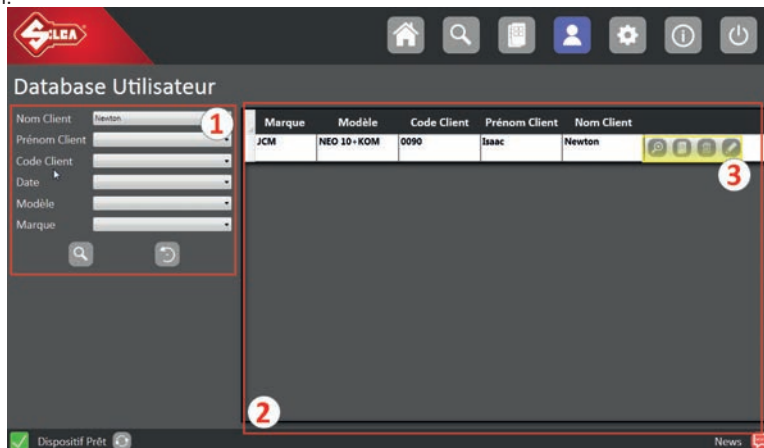 SILCA
Database Utilisateur
Nom Client Newton
Prénom Client
Code Client
Date
Modèle
Marque
1
Marque Modèle Code Client Prénom Client Nom Client
JCM NEO 10+KOM 0090 Isaac Newton
3
2
Dispositif Prêt
News